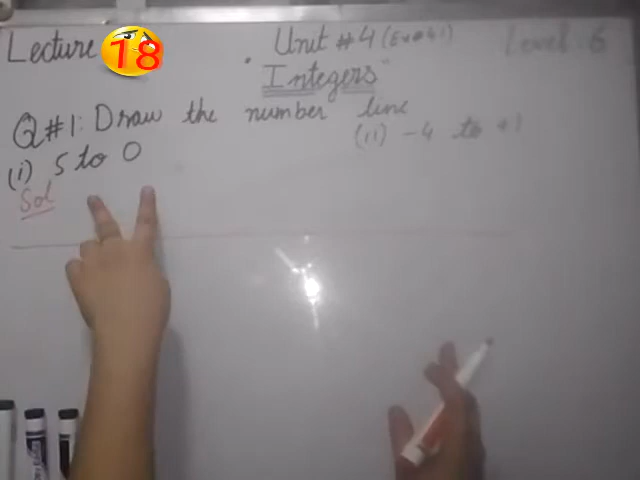 Lecture 18
Unit #4 (Ex # 4.1)
Level - 6
"Integers"
Q#1: Draw the number line
(i) 5 to 0
(ii) -4 to +1
Sol